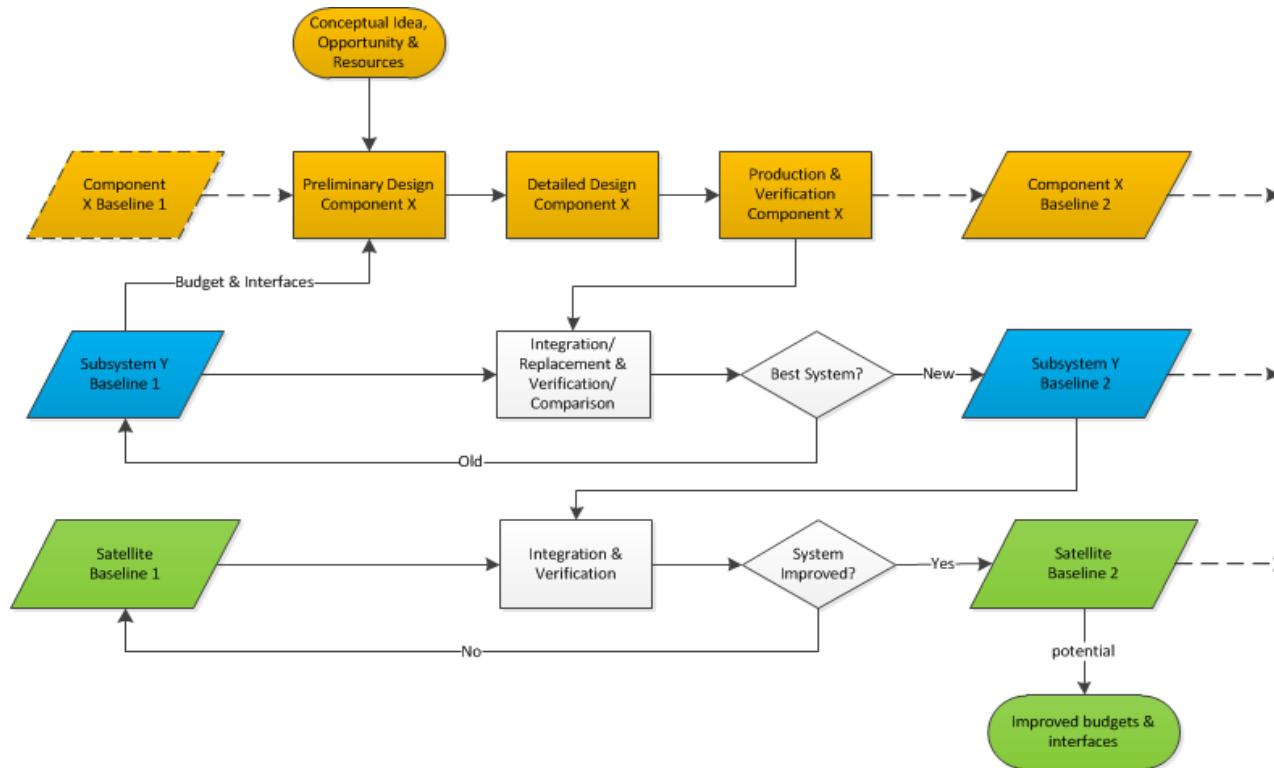 Conceptual Idea,
Opportunity &
Resources
Component
X Baseline 1
Preliminary Design
Component X
Detailed Design
Component X
Production &
Verification
Component X
Component X
Baseline 2
Budget & Interfaces
Subsystem Y
Baseline 1
Integration/
Replacement &
Verification/
Comparison
Best System?
New
Subsystem Y
Baseline 2
Old
Satellite
Baseline 1
Integration &
Verification
System
Improved?
Yes
Satellite
Baseline 2
No
potential
Improved budgets &
interfaces